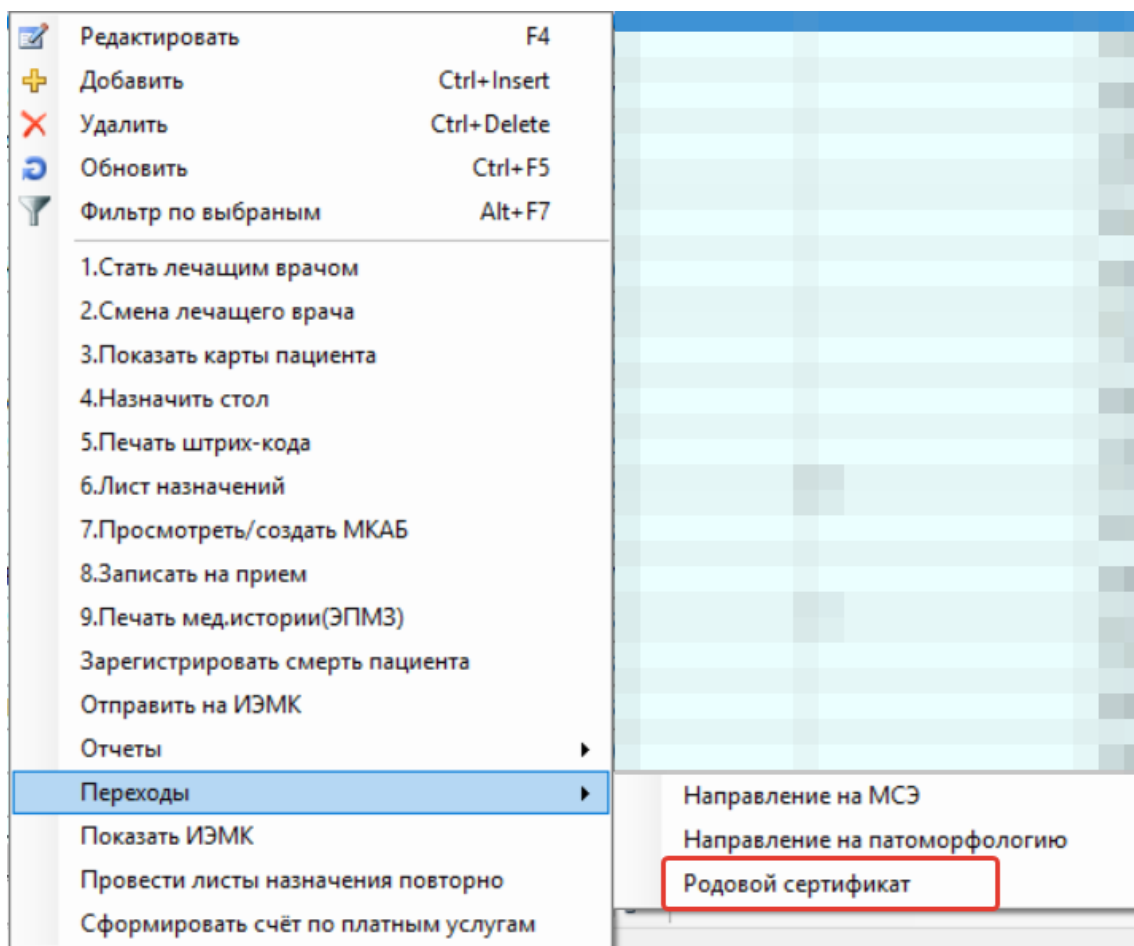 Редактировать F4
Добавить Ctrl+Insert
Удалить Ctrl+Delete
Обновить Ctrl+F5
Фильтр по выбраным Alt+F7
1.Стать лечащим врачом
2.Смена лечащего врача
3.Показать карты пациента
4.Назначить стол
5.Печать штрих-кода
6.Лист назначений
7.Просмотреть/создать МКАБ
8.Записать на прием
9.Печать мед.истории(ЭПМЗ)
Зарегистрировать смерть пациента
Отправить на ИЭМК
Отчеты
Переходы
Показать ИЭМК
Провести листы назначения повторно
Сформировать счёт по платным услугам
Направление на МСЭ
Направление на патоморфологию
Родовой сертификат